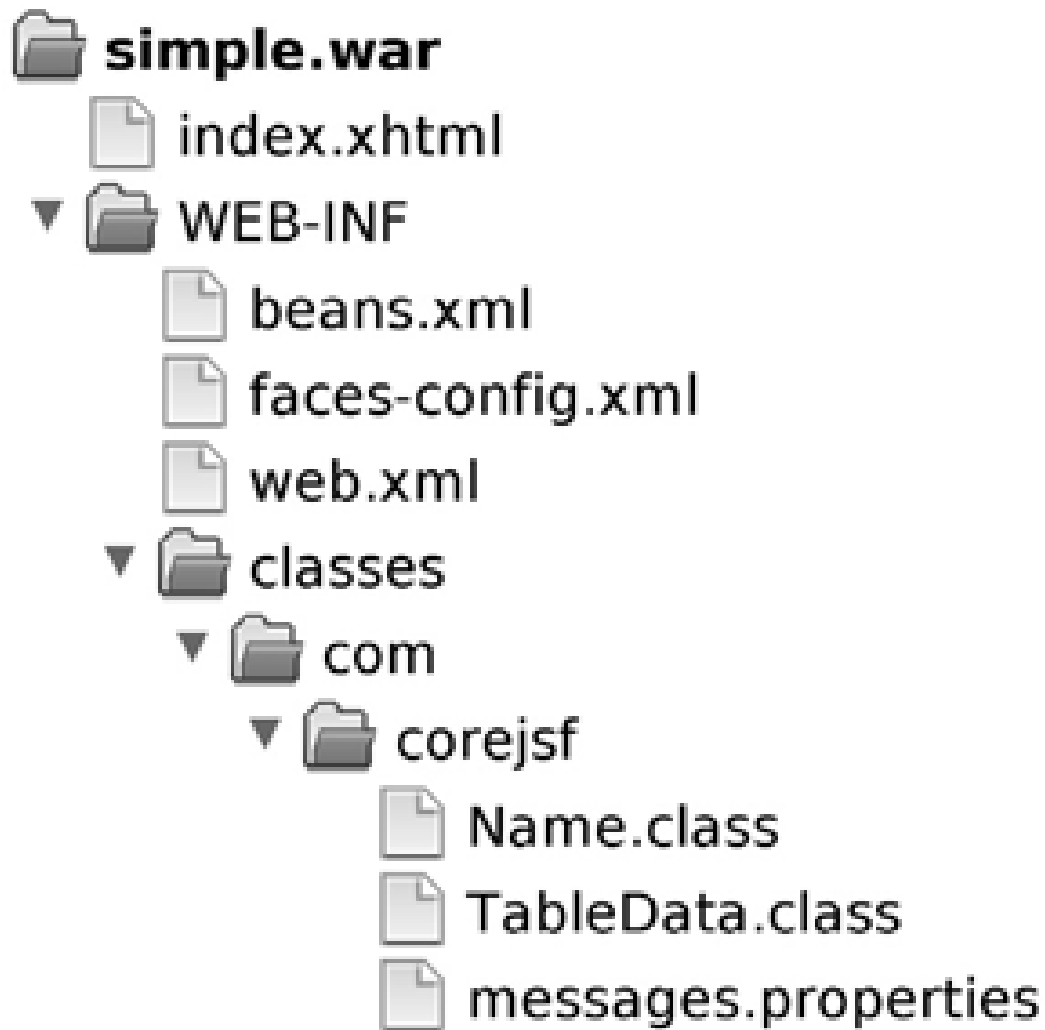 simple.war
index.xhtml
WEB-INF
beans.xml
faces-config.xml
web.xml
classes
com
corejsf
Name.class
TableData.class
messages.properties